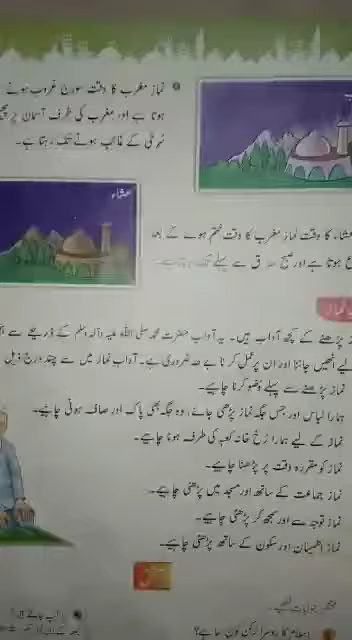 نماز مغرب کا وقت سورج غروب ہونے
ہوتا ہے اور مغرب کی طرف آسمان پر
سُرخی کے غائب ہونے تک رہتا ہے۔
عشاء
عشاء کا وقت نماز مغرب کا وقت ختم ہونے کے بعد
ہوتا ہے اور صبح صادق سے پہلے تک رہتا ہے۔
نماز
پڑھنے کے کچھ آداب ہیں۔ یہ آداب حضرت محمد صلی اللہ علیہ وآلہ وسلم کے ذریعے سے
لیے انھیں جاننا اور ان پر عمل کرنا بے حد ضروری ہے۔ آداب نماز میں سے چند درج ذیل
نماز پڑھنے سے پہلے وضو کرنا چاہیے۔
ہمارا لباس اور جس جگہ نماز پڑھی جائے، وہ جگہ بھی پاک اور صاف ہونی چاہیے۔
نماز کے لیے ہمارا رُخ خانہ کعبہ کی طرف ہونا چاہیے۔
نماز کو مقررہ وقت پر پڑھنا چاہیے۔
نماز جماعت کے ساتھ اور مسجد میں پڑھنی چاہیے۔
نماز توجہ سے اور سمجھ کر پڑھنی چاہیے۔
نماز اطمینان اور سکون کے ساتھ پڑھنی چاہیے۔
مشق
مختصر جوابات لکھیے۔
اسلام کا دوسرا رکن کون سا ہے؟